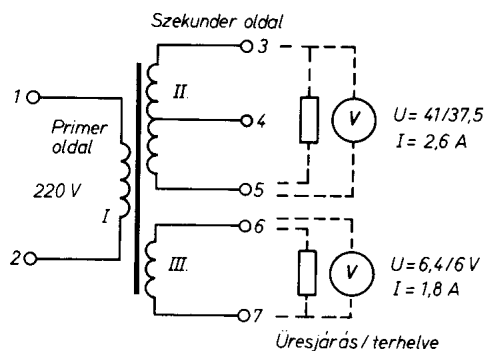 Szekunder oldal
3
1
II.
4
V
U= 41/37,5
I = 2,6 A
Primer
oldal
220 V
I
5
6
2
III.
V
U=6,4/6 V
I = 1,8 A
7
Üresjárás / terhelve